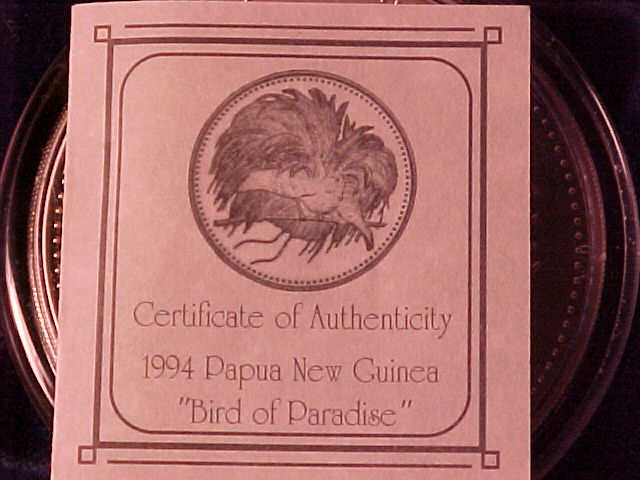 Certificate of Authenticity
1994 Papua New Guinea
"Bird of Paradise"